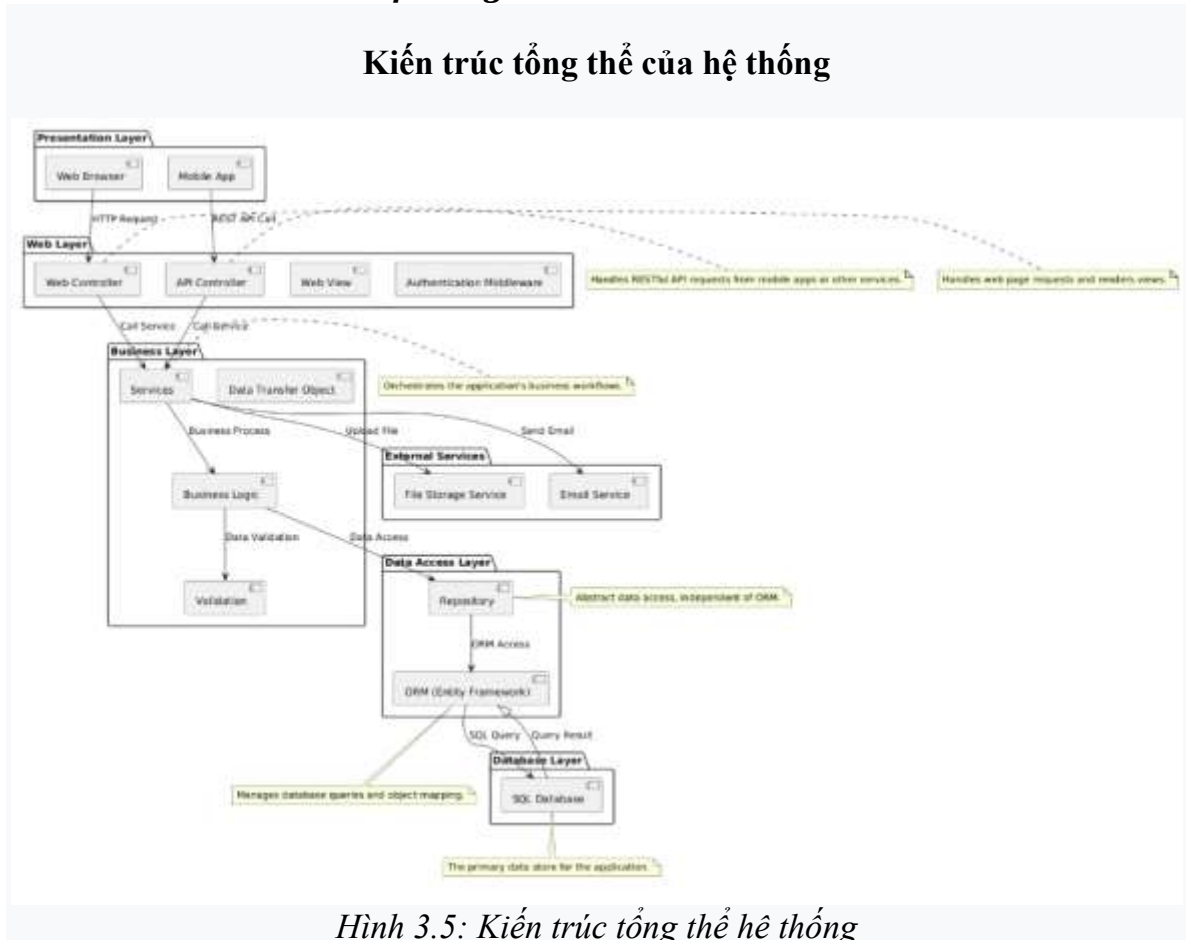 Kiến trúc tổng thể của hệ thống
Presentation Layer
Web Browser
Mobile App
HTTP Request
REST API Call
Web Layer
Web Controller
API Controller
Web View
Authentication Middleware
Handles RESTful API requests from mobile apps or other services.
Handles web page requests and renders views.
Call Service
Call Service
Business Layer
Services
Data Transfer Object
Orchestrates the application's business workflows.
Business Process
Upload File
Send Email
External Services
Business Logic
File Storage Service
Email Service
Data Validation
Data Access
Data Access Layer
Validation
Repository
Abstract data access, independent of ORM.
ORM Access
ORM (Entity Framework)
SQL Query
Query Result
Database Layer
Manages database queries and object mapping.
SQL Database
The primary data store for the application.
Hình 3.5: Kiến trúc tổng thể hệ thống